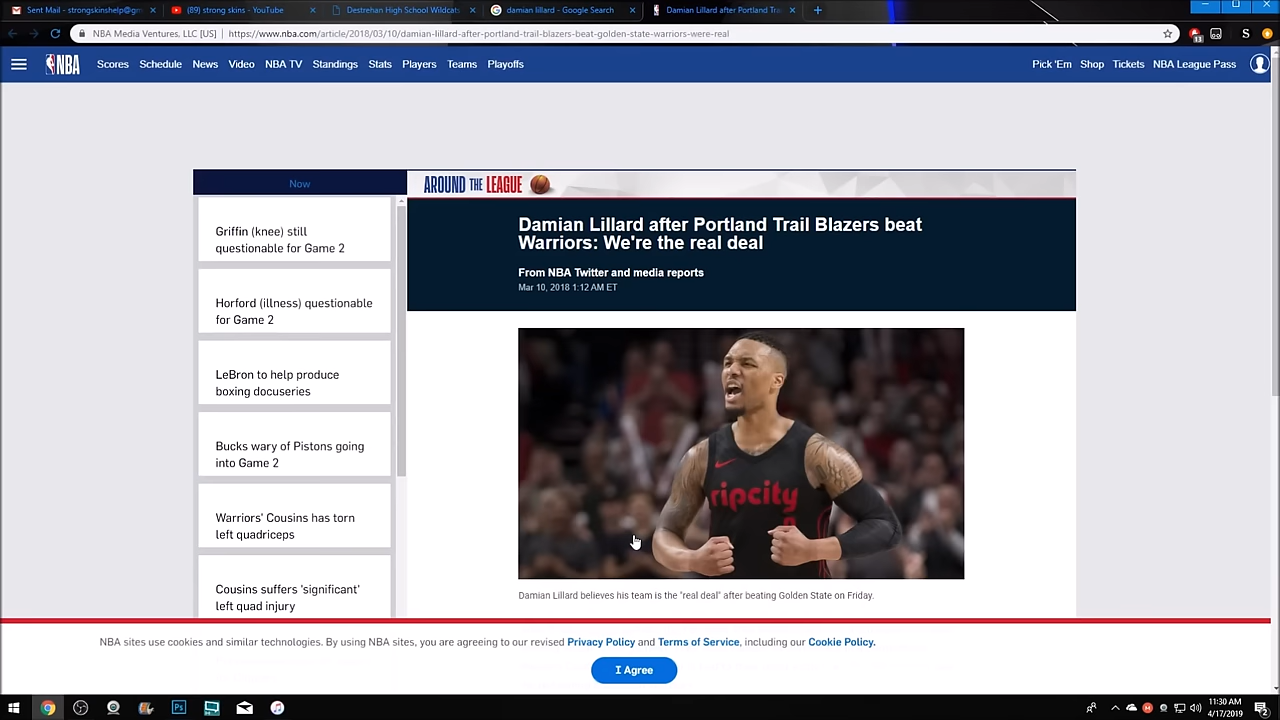 Sent Mail - strongskinshelp@gm
(89) strong skins - YouTube
Destrehan High School Wildcats
damian lillard - Google Search
Damian Lillard after Portland Tra
NBA Media Ventures, LLC [US]
https://www.nba.com/article/2018/03/10/damian-lillard-after-portland-trail-blazers-beat-golden-state-warriors-were-real
13
S
NBA
Scores
Schedule
News
Video
NBA TV
Standings
Stats
Players
Teams
Playoffs
Pick 'Em
Shop
Tickets
NBA League Pass
Now
Griffin (knee) still
questionable for Game 2
Horford (illness) questionable
for Game 2
LeBron to help produce
boxing docuseries
Bucks wary of Pistons going
into Game 2
Warriors' Cousins has torn
left quadriceps
Cousins suffers 'significant'
left quad injury
AROUND THE LEAGUE
Damian Lillard after Portland Trail Blazers beat
Warriors: We're the real deal
From NBA Twitter and media reports
Mar 10, 2018 1:12 AM ET
ripcity
Damian Lillard believes his team is the "real deal" after beating Golden State on Friday.
NBA sites use cookies and similar technologies. By using NBA sites, you are agreeing to our revised Privacy Policy and Terms of Service, including our Cookie Policy.
I Agree
Ps
11:30 AM
4/17/2019
2